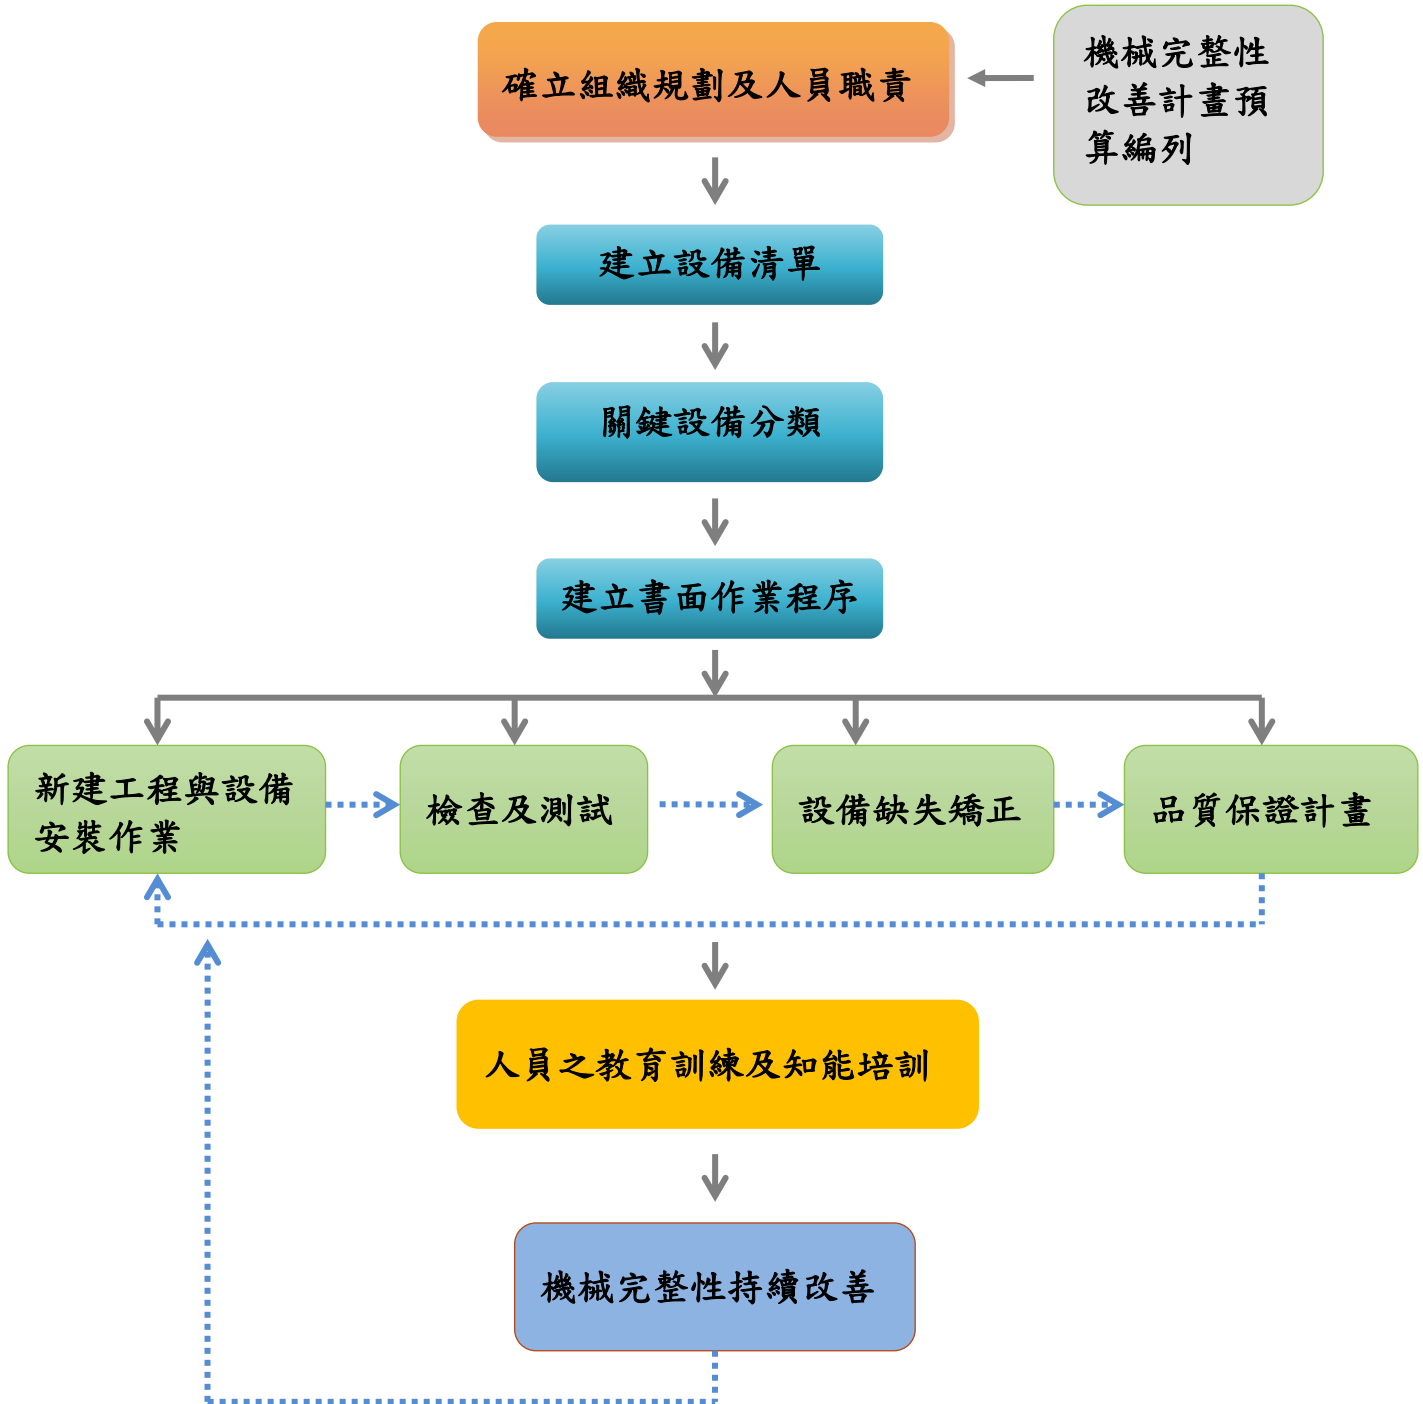 確立組織規劃及人員職責
機械完整性
改善計畫預
算編列
建立設備清單
關鍵設備分類
建立書面作業程序
新建工程與設備
安裝作業
檢查及測試
設備缺失矯正
品質保證計畫
人員之教育訓練及知能培訓
機械完整性持續改善